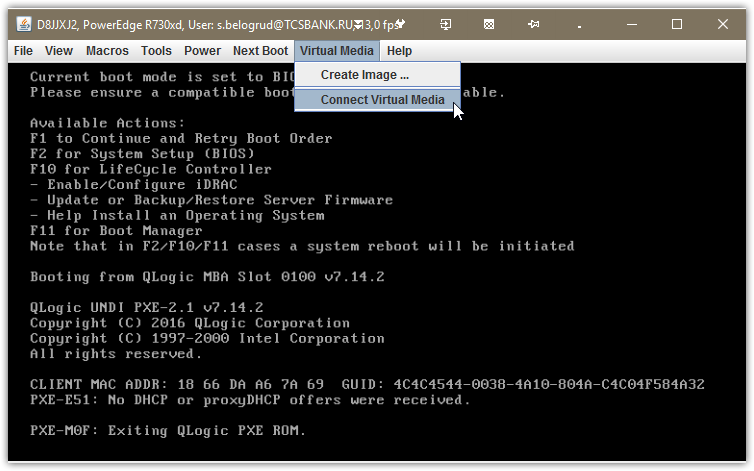 D8JJXJ2, PowerEdge R730xd, User: s.belogrud@TCSBANK.RU, 13,0 fps
File View Macros Tools Power Next Boot Virtual Media Help
Create Image ...
Connect Virtual Media
Current boot mode is set to BIO
Please ensure a compatible boot able.
Available Actions:
F1 to Continue and Retry Boot Order
F2 for System Setup (BIOS)
F10 for LifeCycle Controller
- Enable/Configure iDRAC
- Update or Backup/Restore Server Firmware
- Help Install an Operating System
F11 for Boot Manager
Note that in F2/F10/F11 cases a system reboot will be initiated
Booting from QLogic MBA Slot 0100 v7.14.2
QLogic UNDI PXE-2.1 v7.14.2
Copyright (C) 2016 QLogic Corporation
Copyright (C) 1997-2000 Intel Corporation
All rights reserved.
CLIENT MAC ADDR: 18 66 DA A6 7A 69 GUID: 4C4C4544-0038-4A10-804A-C4C04F584A32
PXE-E51: No DHCP or proxyDHCP offers were received.
PXE-M0F: Exiting QLogic PXE ROM.